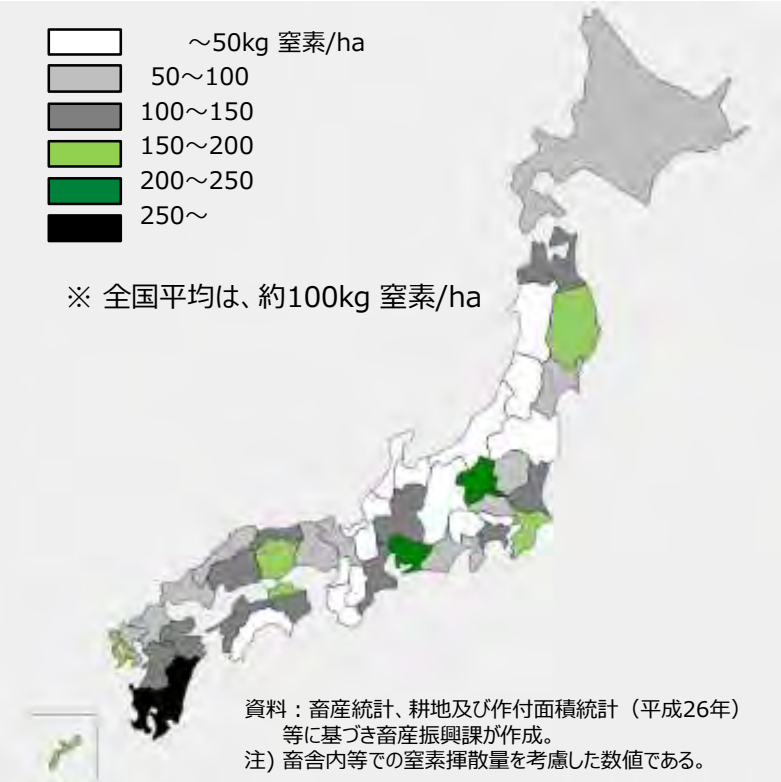 ～50kg 窒素/ha
50～100
100～150
150～200
200～250
250～
※ 全国平均は、約100kg 窒素/ha
資料：畜産統計、耕地及び作付面積統計（平成26年）
等に基づき畜産振興課が作成。
注) 畜舎内等での窒素揮散量を考慮した数値である。